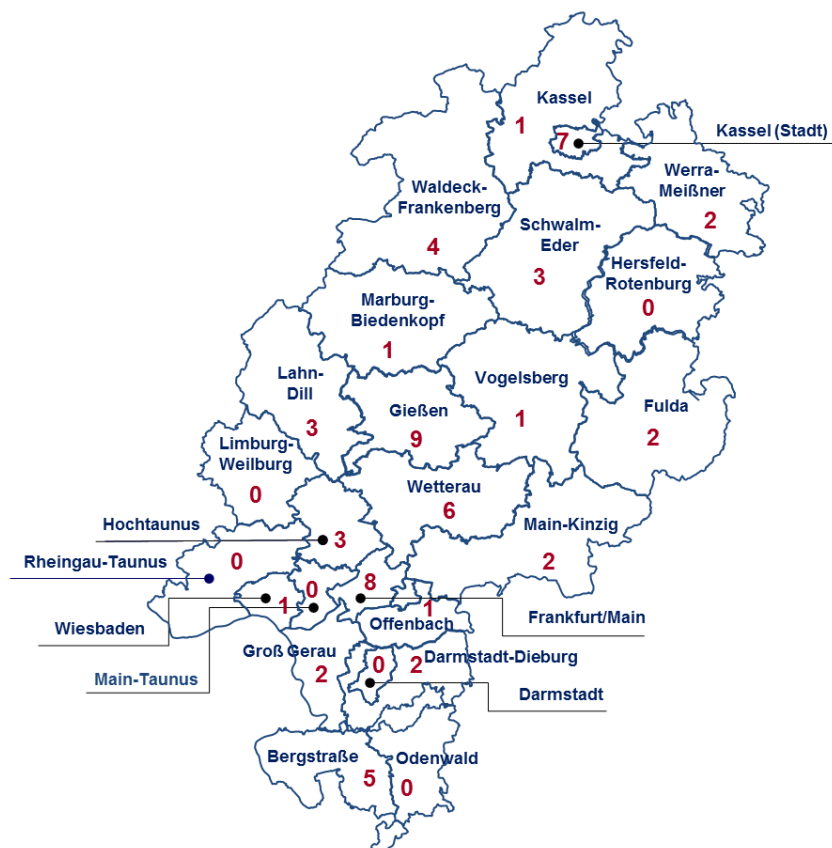 Kassel
1
7
Kassel (Stadt)
Werra-
Meißner
2
Waldeck-
Frankenberg
4
Schwalm-
Eder
3
Hersfeld-
Rotenburg
0
Marburg-
Biedenkopf
1
Lahn-
Dill
3
Gießen
9
Vogelsberg
1
Fulda
2
Limburg-
Weilburg
0
Wetterau
6
Main-Kinzig
2
Hochtaunus
3
Rheingau-Taunus
0
Wiesbaden
1
Main-Taunus
0
8
Frankfurt/Main
1
Offenbach
Groß Gerau
2
0
Darmstadt
2
Darmstadt-Dieburg
Bergstraße
5
Odenwald
0